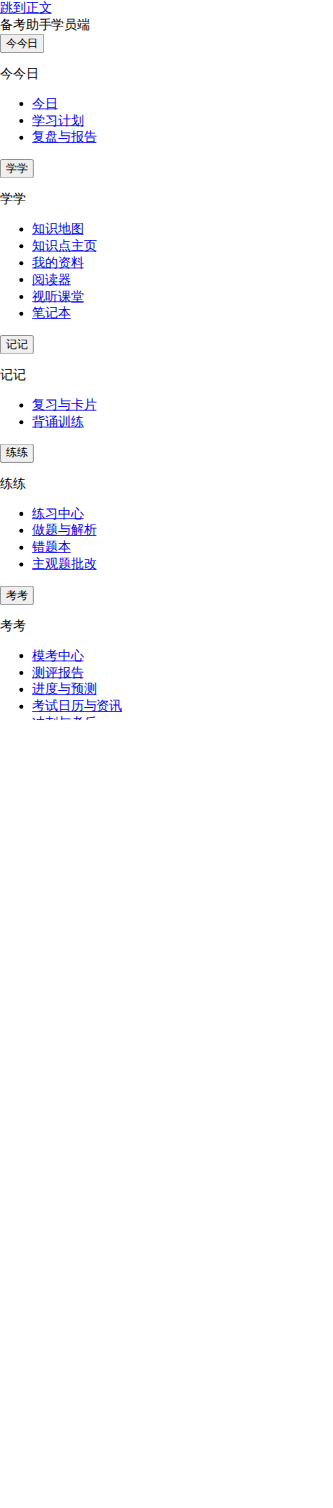 跳到正文
备考助手学员端
今今日
今今日
今日
学习计划
复盘与报告
学学
学学
知识地图
知识点主页
我的资料
阅读器
视听课堂
笔记本
记记
记记
复习与卡片
背诵训练
练练
练练
练习中心
做题与解析
错题本
主观题批改
考考
考考
模考中心
测评报告
进度与预测
考试日历与资讯